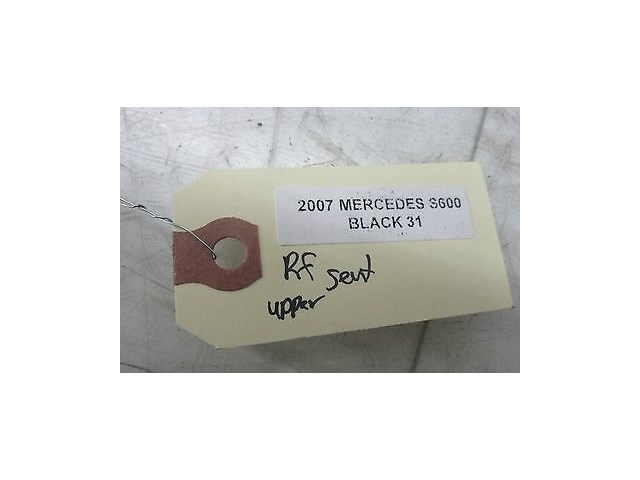 2007 MERCEDES S600
BLACK 31
Rf seat
upper